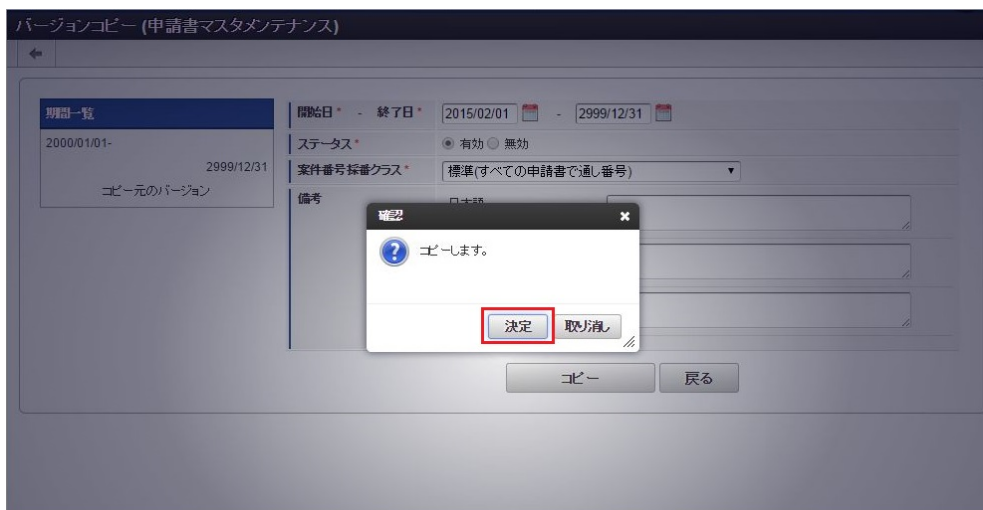 バージョンコピー (申請書マスタメンテナンス)
期間一覧
2000/01/01-
2999/12/31
コピー元のバージョン
開始日* - 終了日* 2015/02/01 - 2999/12/31
ステータス* 有効 無効
案件番号採番クラス* 標準(すべての申請書で通し番号)
備考 日本語
確認
コピーします。
決定 取り消し
コピー 戻る